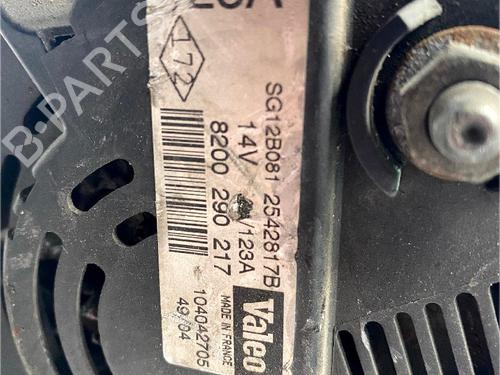 172
SG12B081 2542817B
14V 123A
8200 290 217
Valeo
MADE IN FRANCE
104042705
49/04
B-PARTS